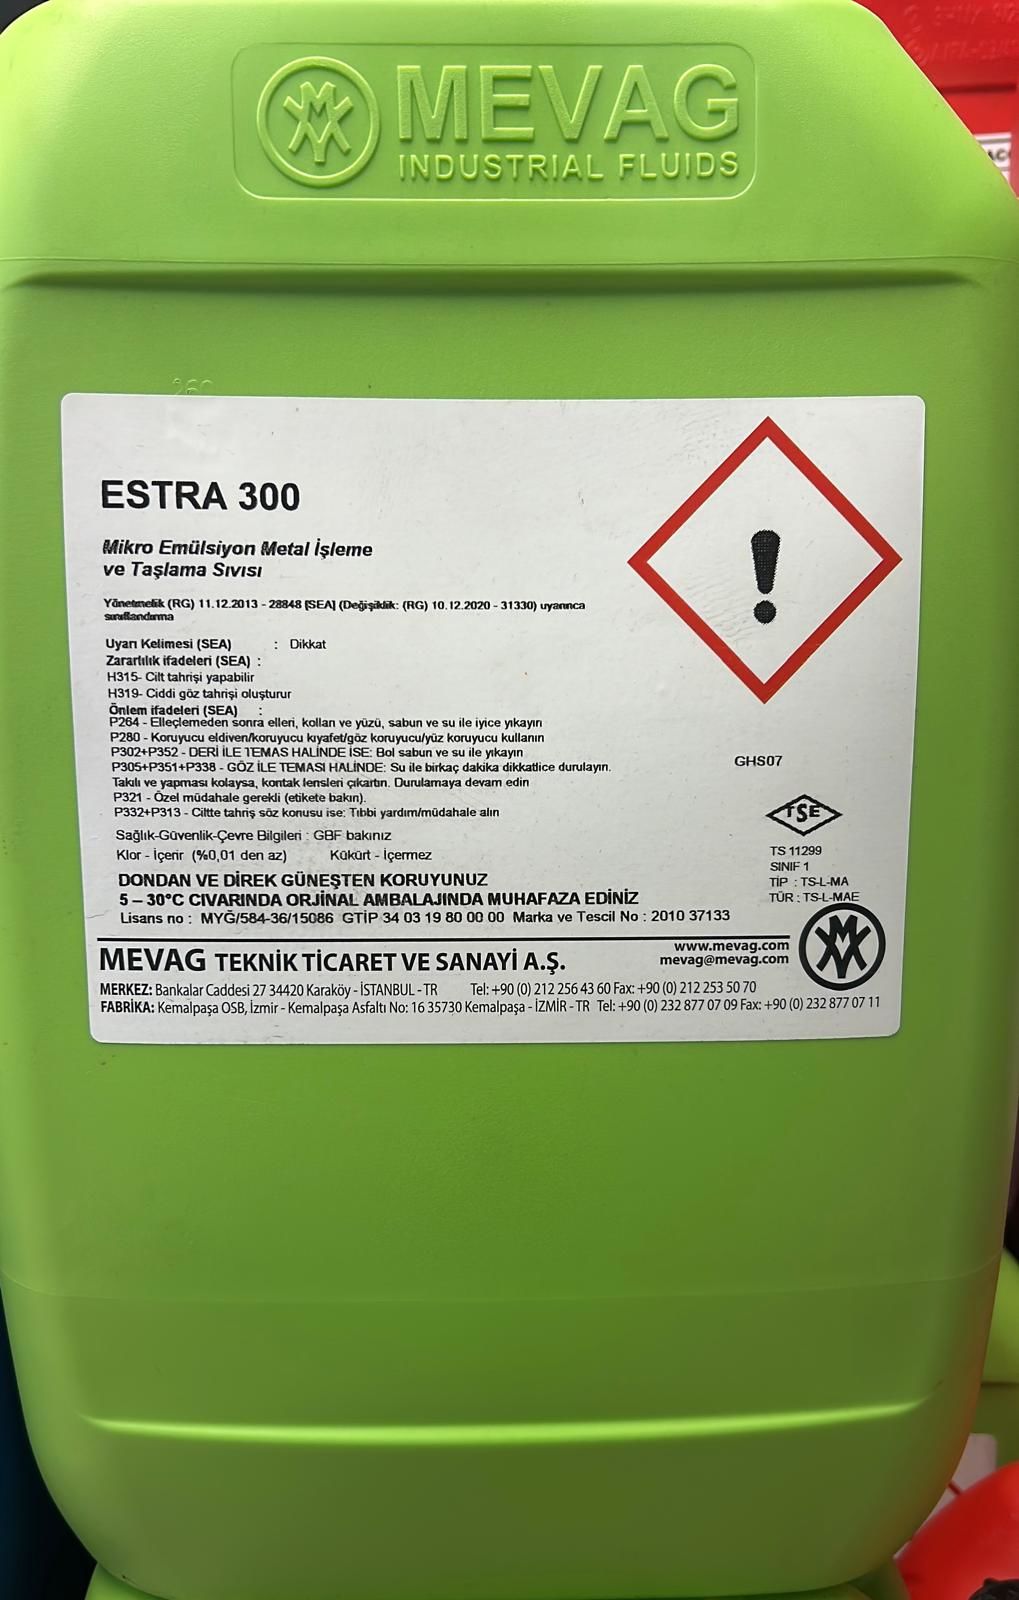 MEVAG
INDUSTRIAL FLUIDS
ESTRA 300
Mikro Emülsiyon Metal İşleme
ve Taşlama Sıvısı
Yönetmelik (RG) 11.12.2013 - 28848 [SEA] (Değişiklik: (RG) 10.12.2020 - 31330) uyarınca
sınıflandırma
Uyarı Kelimesi (SEA) : Dikkat
Zararlılık ifadeleri (SEA) :
H315- Cilt tahrişi yapabilir
H319- Ciddi göz tahrişi oluşturur
Önlem ifadeleri (SEA) :
P264 - Elleçlemeden sonra elleri, kolları ve yüzü, sabun ve su ile iyice yıkayın
P280 - Koruyucu eldiven/koruyucu kıyafet/göz koruyucu/yüz koruyucu kullanın
P302+P352 - DERİ İLE TEMAS HALİNDE İSE: Bol sabun ve su ile yıkayın
P305+P351+P338 - GÖZ İLE TEMASI HALİNDE: Su ile birkaç dakika dikkatlice durulayın.
Takılı ve yapması kolaysa, kontak lensleri çıkartın. Durulamaya devam edin
P321 - Özel müdahale gerekli (etikete bakın).
P332+P313 - Ciltte tahriş söz konusu ise: Tıbbi yardım/müdahale alın
Sağlık-Güvenlik-Çevre Bilgileri : GBF bakınız
Klor - İçerir (%0,01 den az) Kükürt - İçermez
DONDAN VE DİREK GÜNEŞTEN KORUYUNUZ
5 – 30°C CIVARINDA ORJİNAL AMBALAJINDA MUHAFAZA EDİNİZ
Lisans no : MYĞ/584-36/15086 GTİP 34 03 19 80 00 00 Marka ve Tescil No : 2010 37133
GHS07
TSE
TS 11299
SINIF 1
TİP : TS-L-MA
TÜR : TS-L-MAE
MEVAG TEKNİK TİCARET VE SANAYİ A.Ş.
www.mevag.com
mevag@mevag.com
MERKEZ: Bankalar Caddesi 27 34420 Karaköy - İSTANBUL - TR Tel: +90 (0) 212 256 43 60 Fax: +90 (0) 212 253 50 70
FABRİKA: Kemalpaşa OSB, İzmir - Kemalpaşa Asfaltı No: 16 35730 Kemalpaşa - İZMİR - TR Tel: +90 (0) 232 877 07 09 Fax: +90 (0) 232 877 07 11